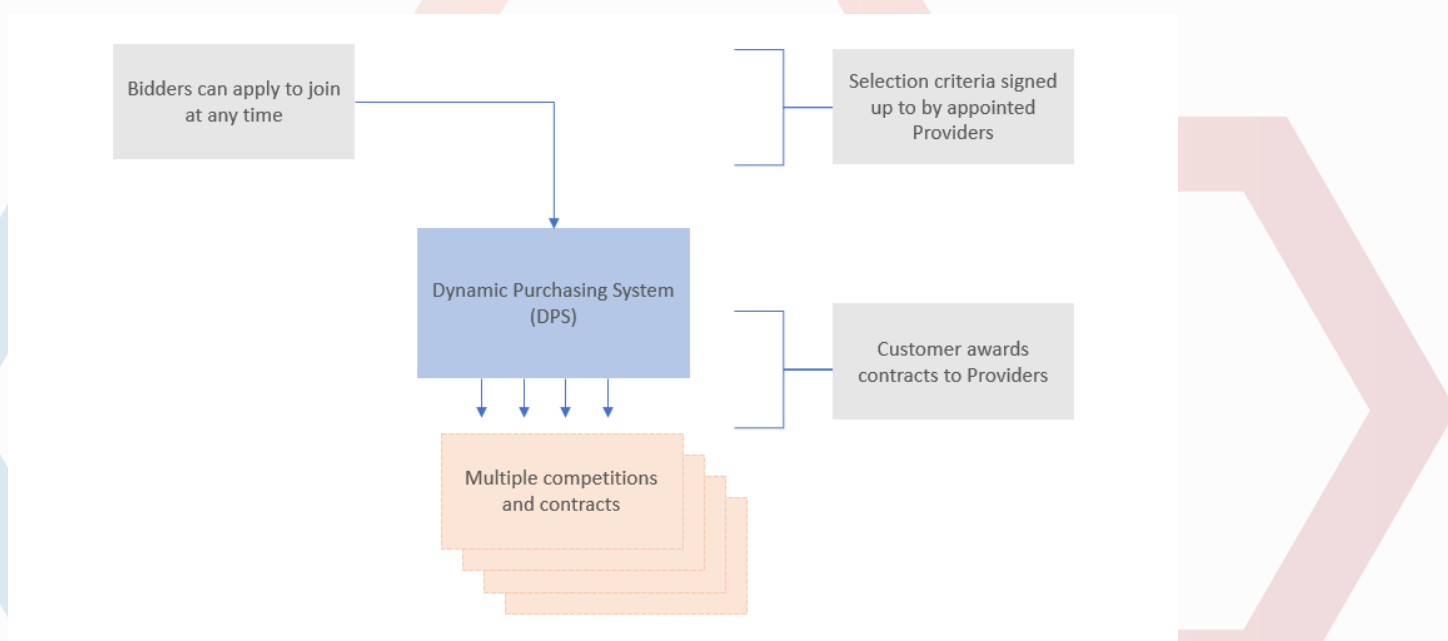 Bidders can apply to join
at any time
Selection criteria signed
up to by appointed
Providers
Dynamic Purchasing System
(DPS)
Customer awards
contracts to Providers
Multiple competitions
and contracts